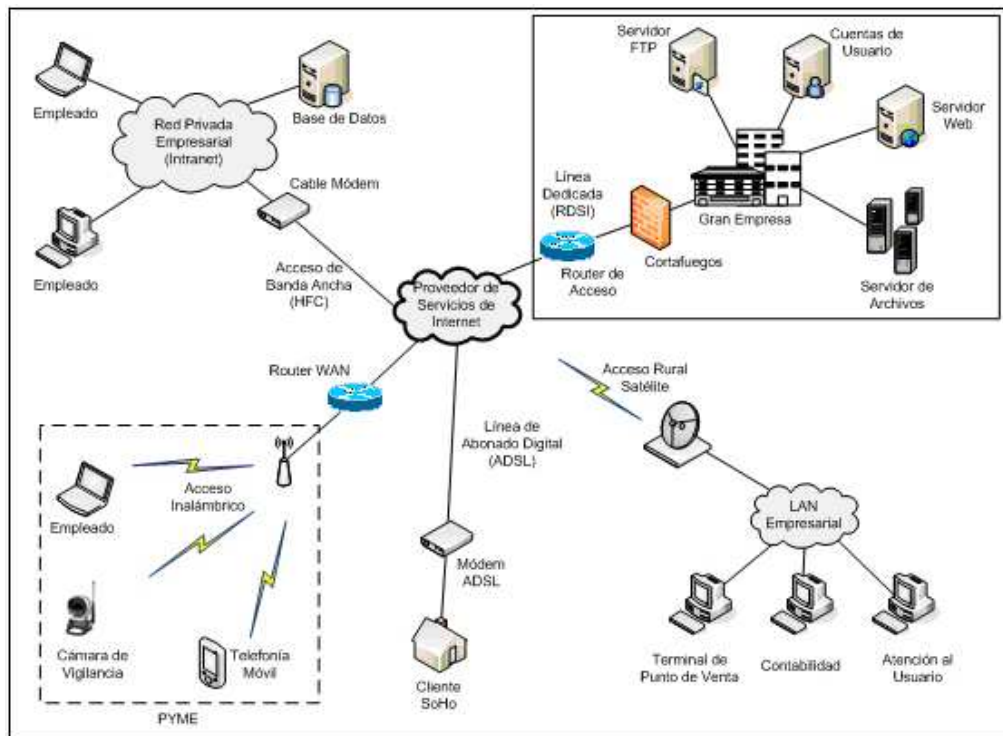 Empleado
Red Privada
Empresarial
(Intranet)
Base de Datos
Empleado
Cable Módem
Acceso de
Banda Ancha
(HFC)
Servidor
FTP
Cuentas de
Usuario
Servidor
Web
Línea
Dedicada
(RDSI)
Gran Empresa
Router de
Acceso
Cortafuegos
Servidor de
Archivos
Proveedor de
Servicios de
Internet
Router WAN
Acceso Rural
Satélite
Línea de
Abonado Digital
(ADSL)
Empleado
Acceso
Inalámbrico
Cámara de
Vigilancia
Telefonía
Móvil
PYME
Módem
ADSL
Cliente
SoHo
LAN
Empresarial
Terminal de
Punto de Venta
Contabilidad
Atención al
Usuario